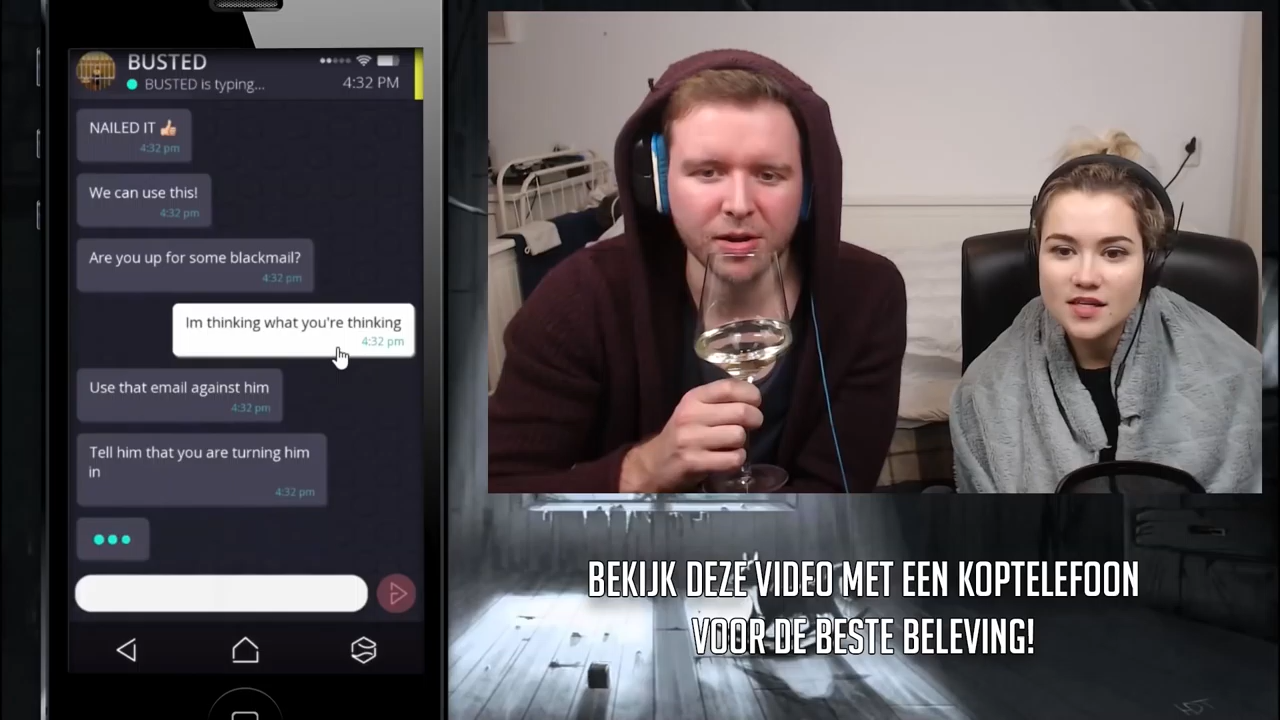 BUSTED
BUSTED is typing...
4:32 PM
NAILED IT 👍
4:32 pm
We can use this!
4:32 pm
Are you up for some blackmail?
4:32 pm
Im thinking what you're thinking
4:32 pm
Use that email against him
4:32 pm
Tell him that you are turning him
in
4:32 pm
BEKIJK DEZE VIDEO MET EEN KOPTELEFOON
VOOR DE BESTE BELEVING!